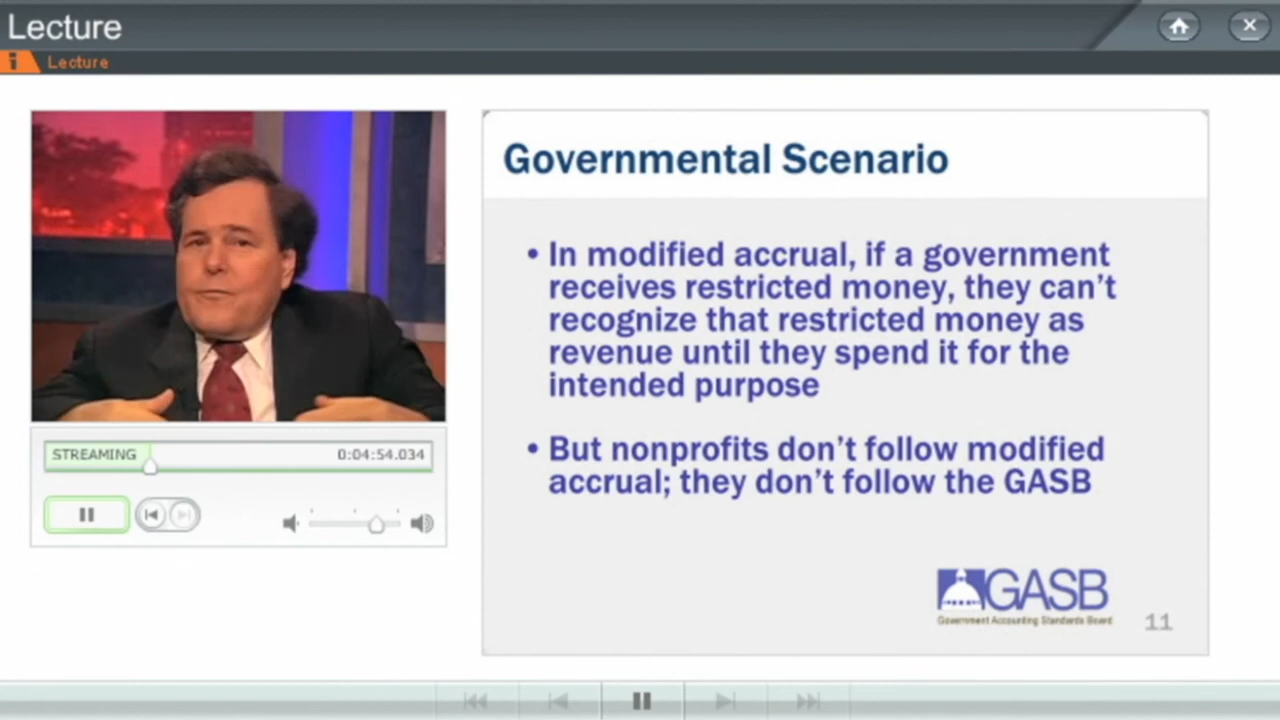 Lecture
Lecture
STREAMING 0:04:54.034
Governmental Scenario
• In modified accrual, if a government
receives restricted money, they can't
recognize that restricted money as
revenue until they spend it for the
intended purpose
• But nonprofits don't follow modified
accrual; they don't follow the GASB
GASB
Government Accounting Standards Board
11